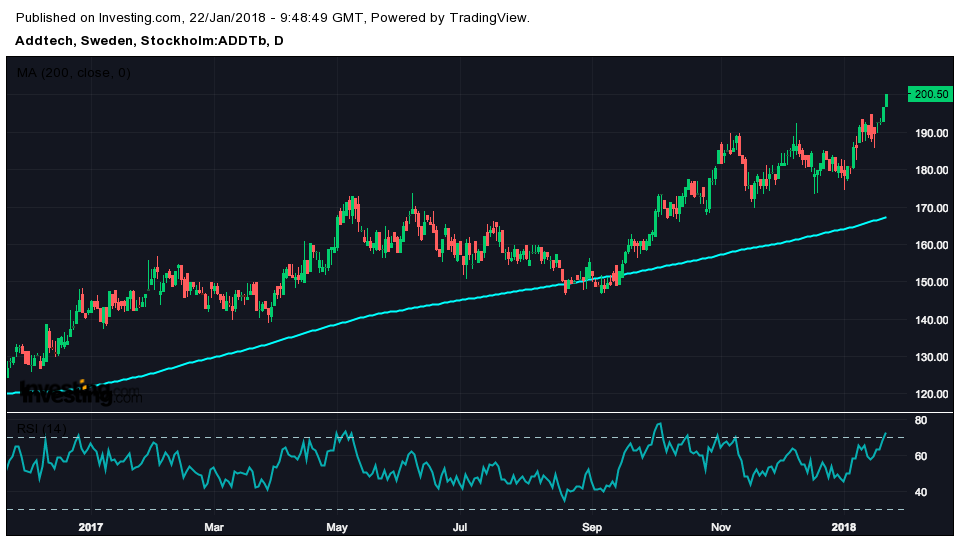 Published on Investing.com, 22/Jan/2018 - 9:48:49 GMT, Powered by TradingView.
Addtech, Sweden, Stockholm:ADDTb, D
MA (200, close, 0)
200.50
190.00
180.00
170.00
160.00
150.00
140.00
130.00
120.00
Investing.com
RSI (14)
80
60
40
2017 Mar May Jul Sep Nov 2018